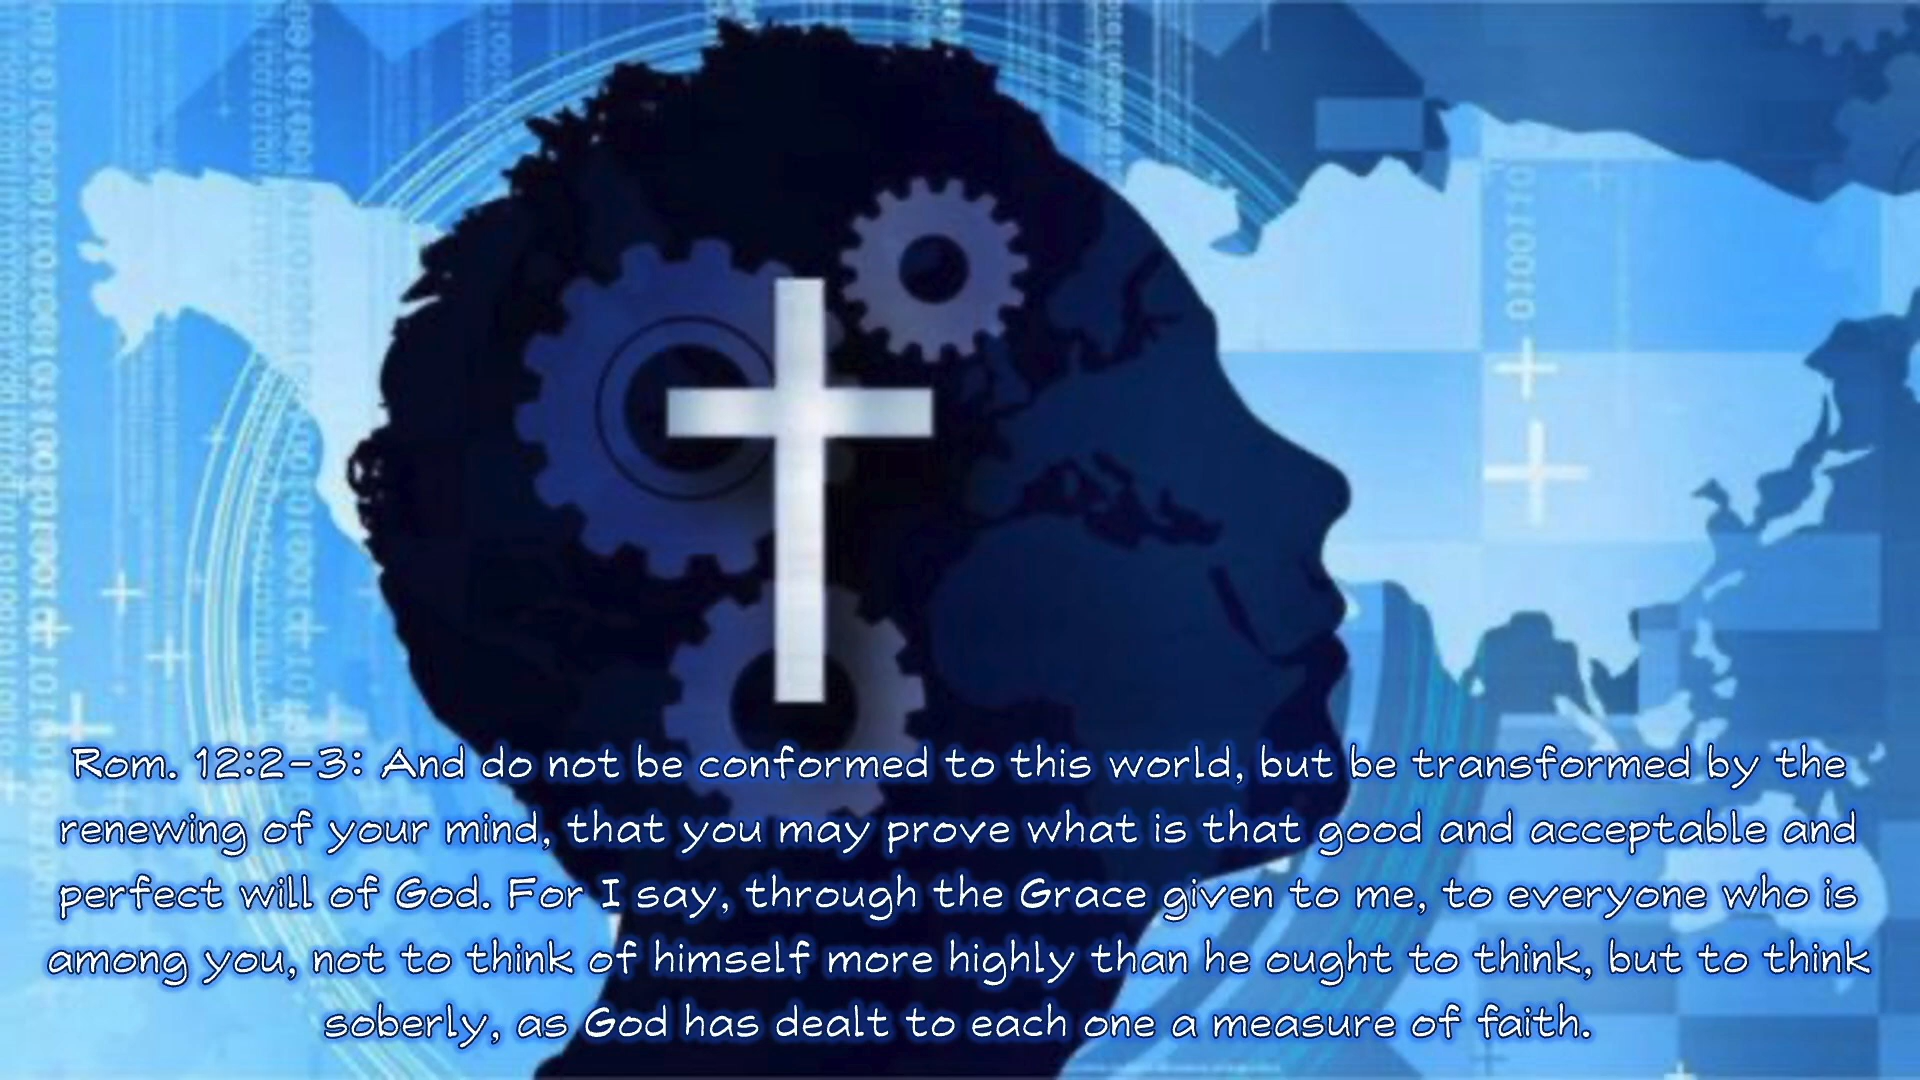 Rom. 12:2-3: And do not be conformed to this world, but be transformed by the
renewing of your mind, that you may prove what is that good and acceptable and
perfect will of God. For I say, through the Grace given to me, to everyone who is
among you, not to think of himself more highly than he ought to think, but to think
soberly, as God has dealt to each one a measure of faith.